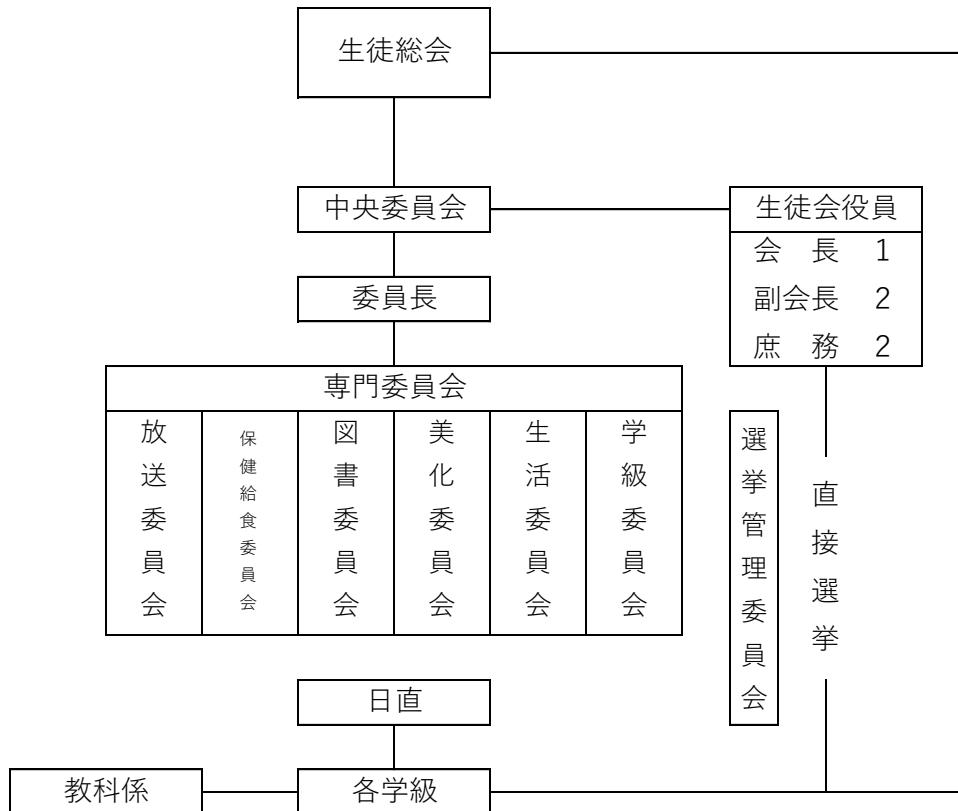 生徒総会
中央委員会
生徒会役員
会　長　1
副会長　2
庶　務　2
委員長
専門委員会
放送委員会
保健給食委員会
図書委員会
美化委員会
生活委員会
学級委員会
選挙管理委員会
直接選挙
日直
教科係
各学級